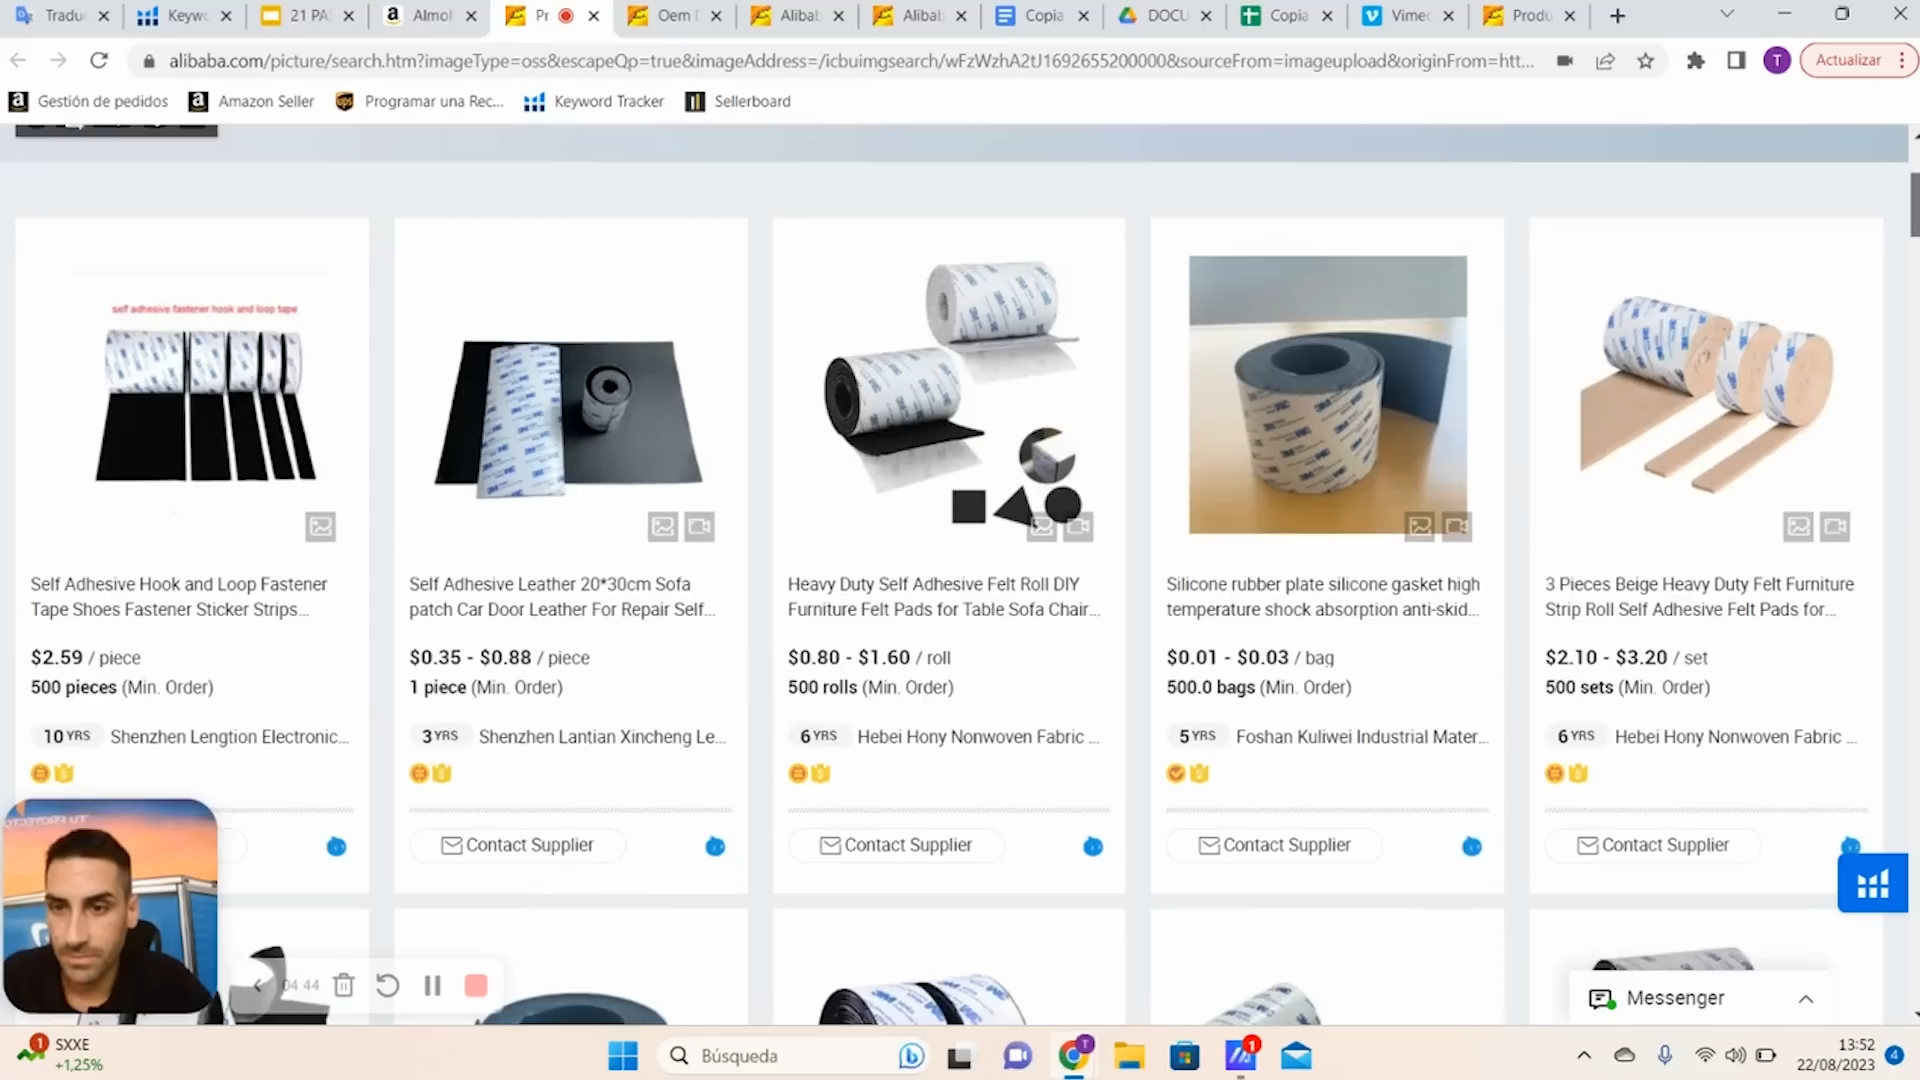 Tradu
Keywo
21 PA
Almo
Pr
Oem
Alibab
Alibab
Copia
DOCU
Copia
Vimeo
Produ
alibaba.com/picture/search.htm?imageType=oss&escapeQp=true&imageAddress=/icbuimgsearch/wFzWzhA2tJ1692655200000&sourceFrom=imageupload&originFrom=htt...
T
Actualizar
Gestión de pedidos
Amazon Seller
Programar una Rec...
Keyword Tracker
Sellerboard
self adhesive fastener hook and loop tape
Self Adhesive Hook and Loop Fastener
Tape Shoes Fastener Sticker Strips...
$2.59 / piece
500 pieces (Min. Order)
10 YRS Shenzhen Lengtion Electronic...
Self Adhesive Leather 20*30cm Sofa
patch Car Door Leather For Repair Self...
$0.35 - $0.88 / piece
1 piece (Min. Order)
3 YRS Shenzhen Lantian Xincheng Le...
Contact Supplier
Heavy Duty Self Adhesive Felt Roll DIY
Furniture Felt Pads for Table Sofa Chair...
$0.80 - $1.60 / roll
500 rolls (Min. Order)
6 YRS Hebei Hony Nonwoven Fabric ...
Contact Supplier
Silicone rubber plate silicone gasket high
temperature shock absorption anti-skid...
$0.01 - $0.03 / bag
500.0 bags (Min. Order)
5 YRS Foshan Kuliwei Industrial Mater...
Contact Supplier
3 Pieces Beige Heavy Duty Felt Furniture
Strip Roll Self Adhesive Felt Pads for...
$2.10 - $3.20 / set
500 sets (Min. Order)
6 YRS Hebei Hony Nonwoven Fabric ...
Contact Supplier
TU PROYECTO
04:44
Messenger
1
SXXE
+1,25%
Búsqueda
T
1
13:52
22/08/2023
4